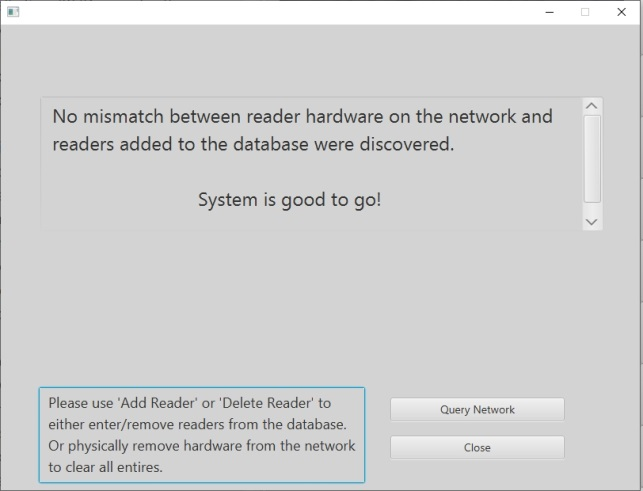 No mismatch between reader hardware on the network and
readers added to the database were discovered.
System is good to go!
Please use 'Add Reader' or 'Delete Reader' to
either enter/remove readers from the database.
Or physically remove hardware from the network
to clear all entires.
Query Network
Close